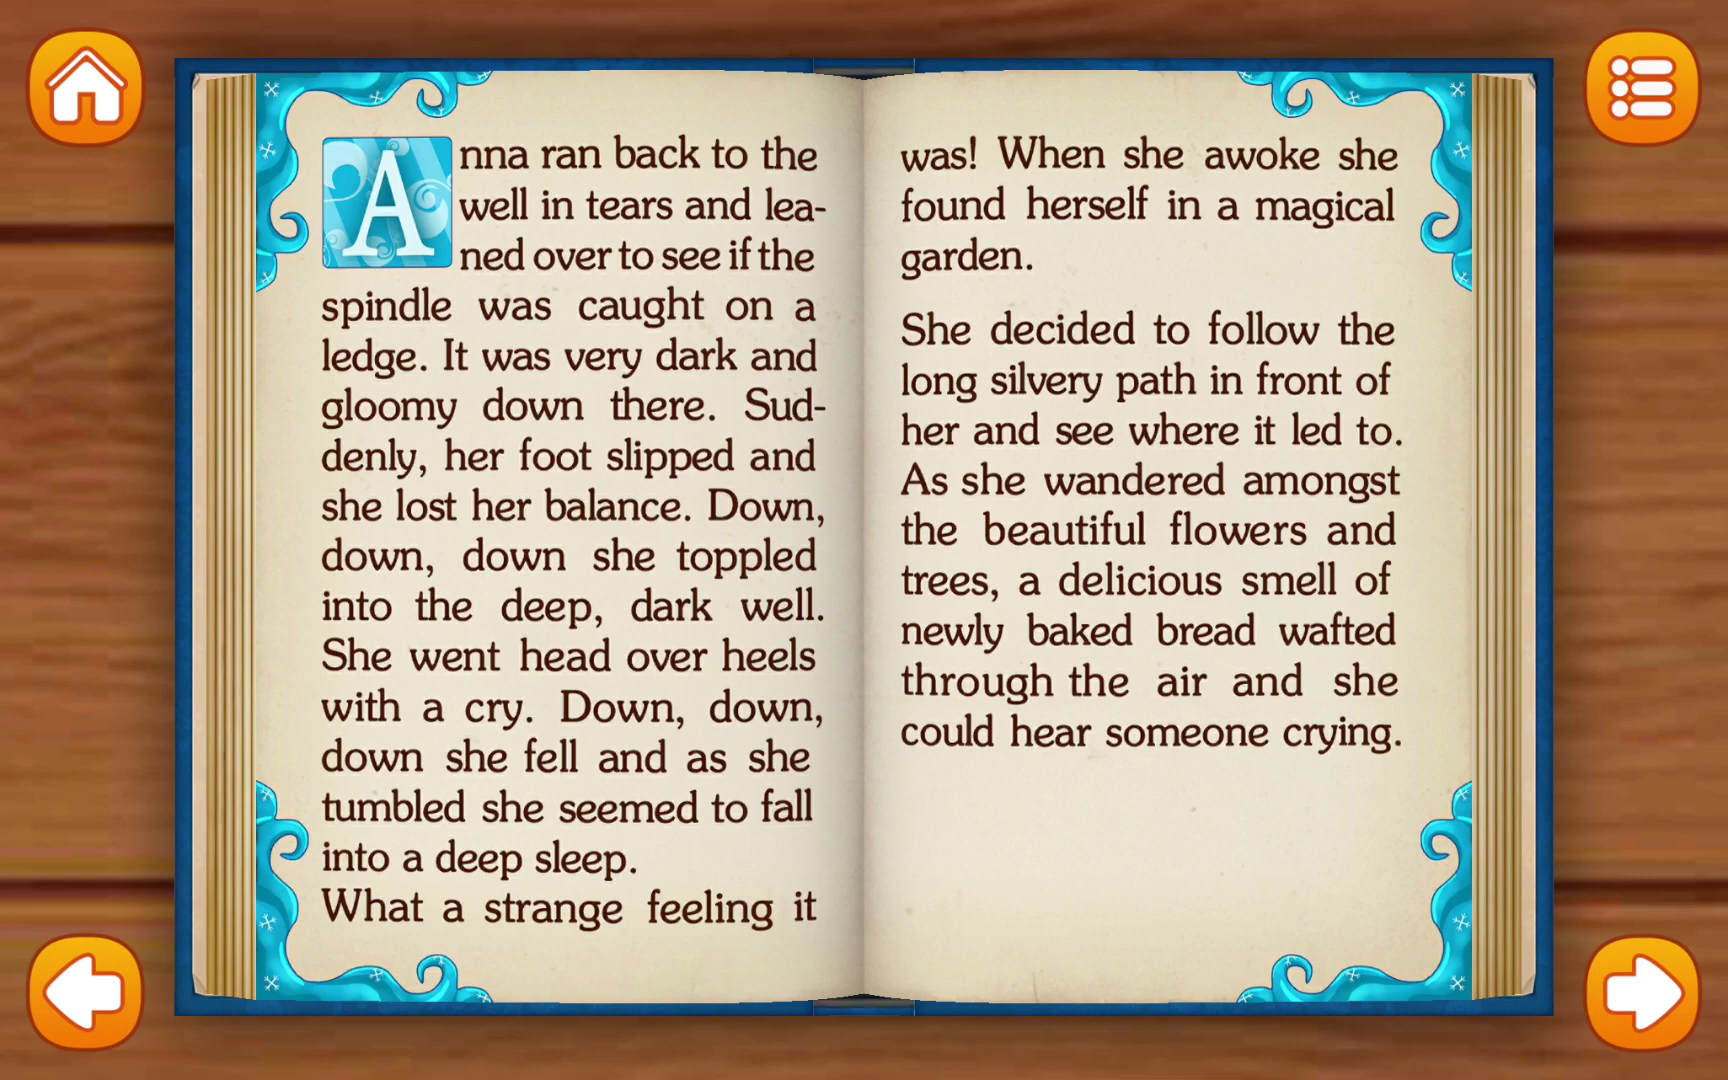 Anna ran back to the
well in tears and lea-
ned over to see if the
spindle was caught on a
ledge. It was very dark and
gloomy down there. Sud-
denly, her foot slipped and
she lost her balance. Down,
down, down she toppled
into the deep, dark well.
She went head over heels
with a cry. Down, down,
down she fell and as she
tumbled she seemed to fall
into a deep sleep.
What a strange feeling it
was! When she awoke she
found herself in a magical
garden.
She decided to follow the
long silvery path in front of
her and see where it led to.
As she wandered amongst
the beautiful flowers and
trees, a delicious smell of
newly baked bread wafted
through the air and she
could hear someone crying.